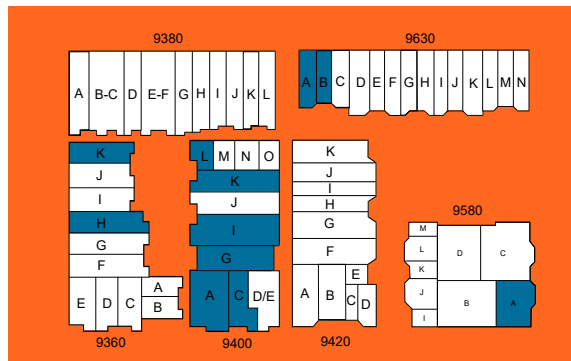 9380
A B-C D E-F G H I J K L
9630
A B C D E F G H I J K L M N
K
J
I
H
G
F
E D C A
B
9360
L M N O
K
J
I
G
A C D/E
9400
K
J
I
H
G
F
A B E
C D
9420
9580
M
L
K
J
I
D C
B A